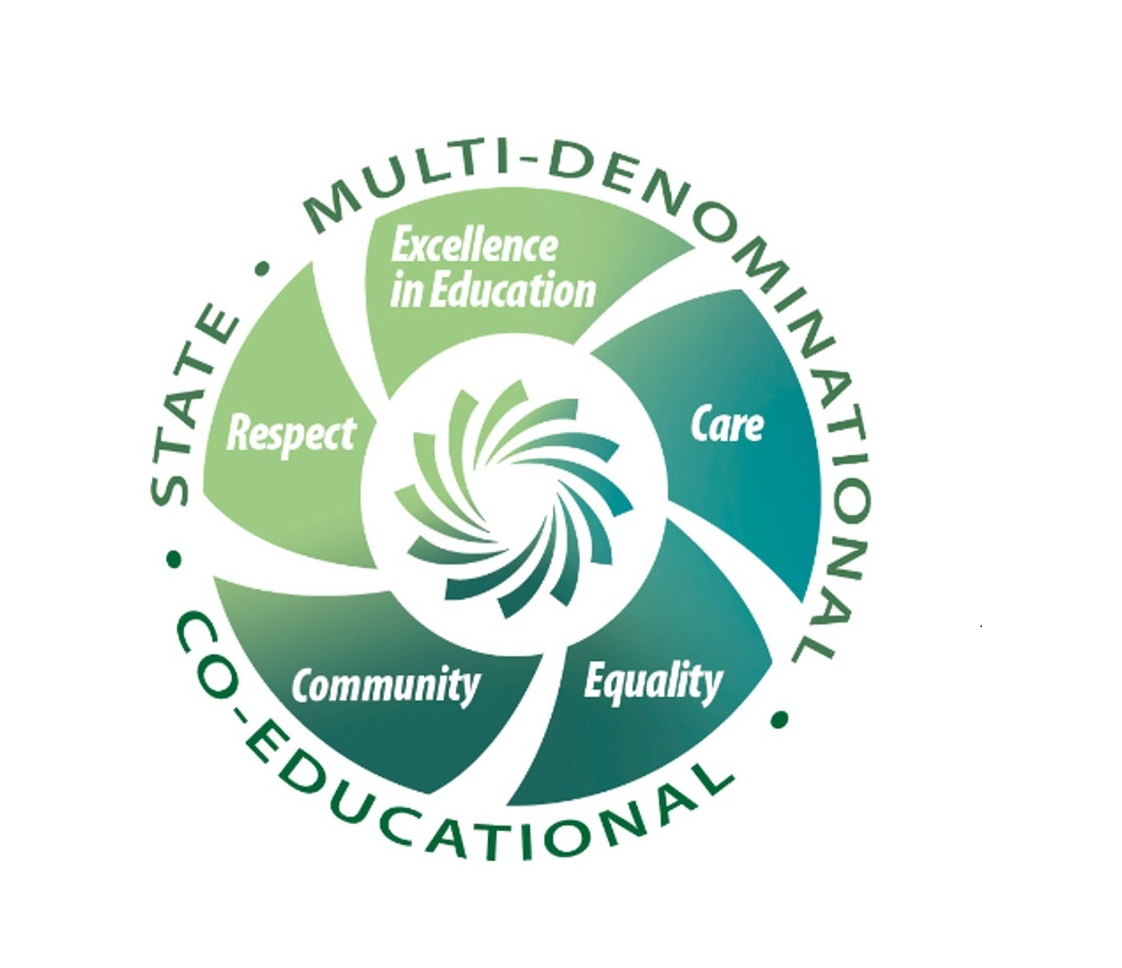 STATE • MULTI-DENOMINATIONAL • CO-EDUCATIONAL •
Excellence
in Education
Care
Equality
Community
Respect